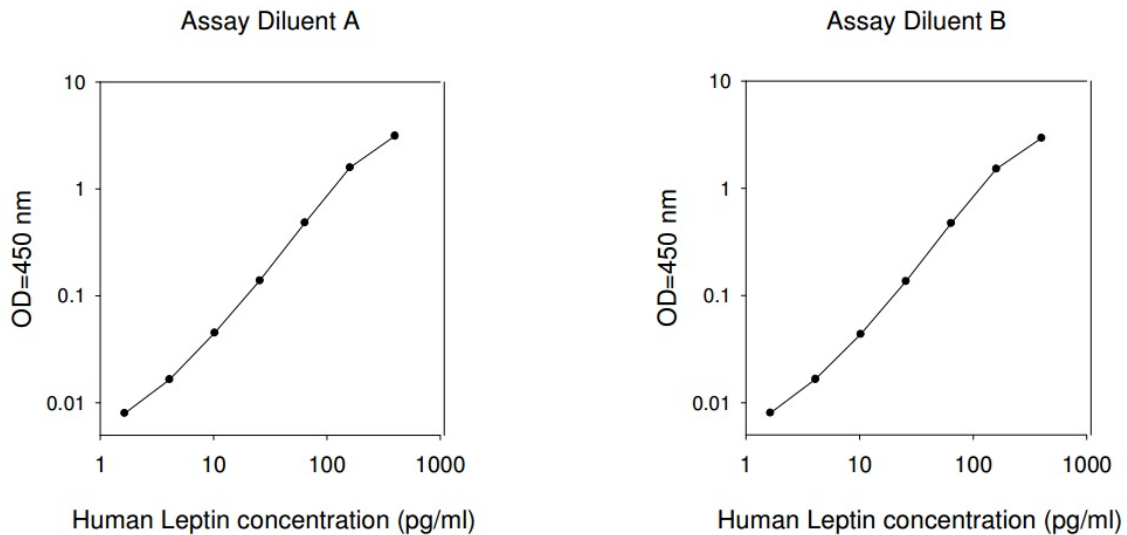 Assay Diluent A
10
1
0.1
0.01
OD=450 nm
1 10 100 1000
Human Leptin concentration (pg/ml)
Assay Diluent B
10
1
0.1
0.01
OD=450 nm
1 10 100 1000
Human Leptin concentration (pg/ml)